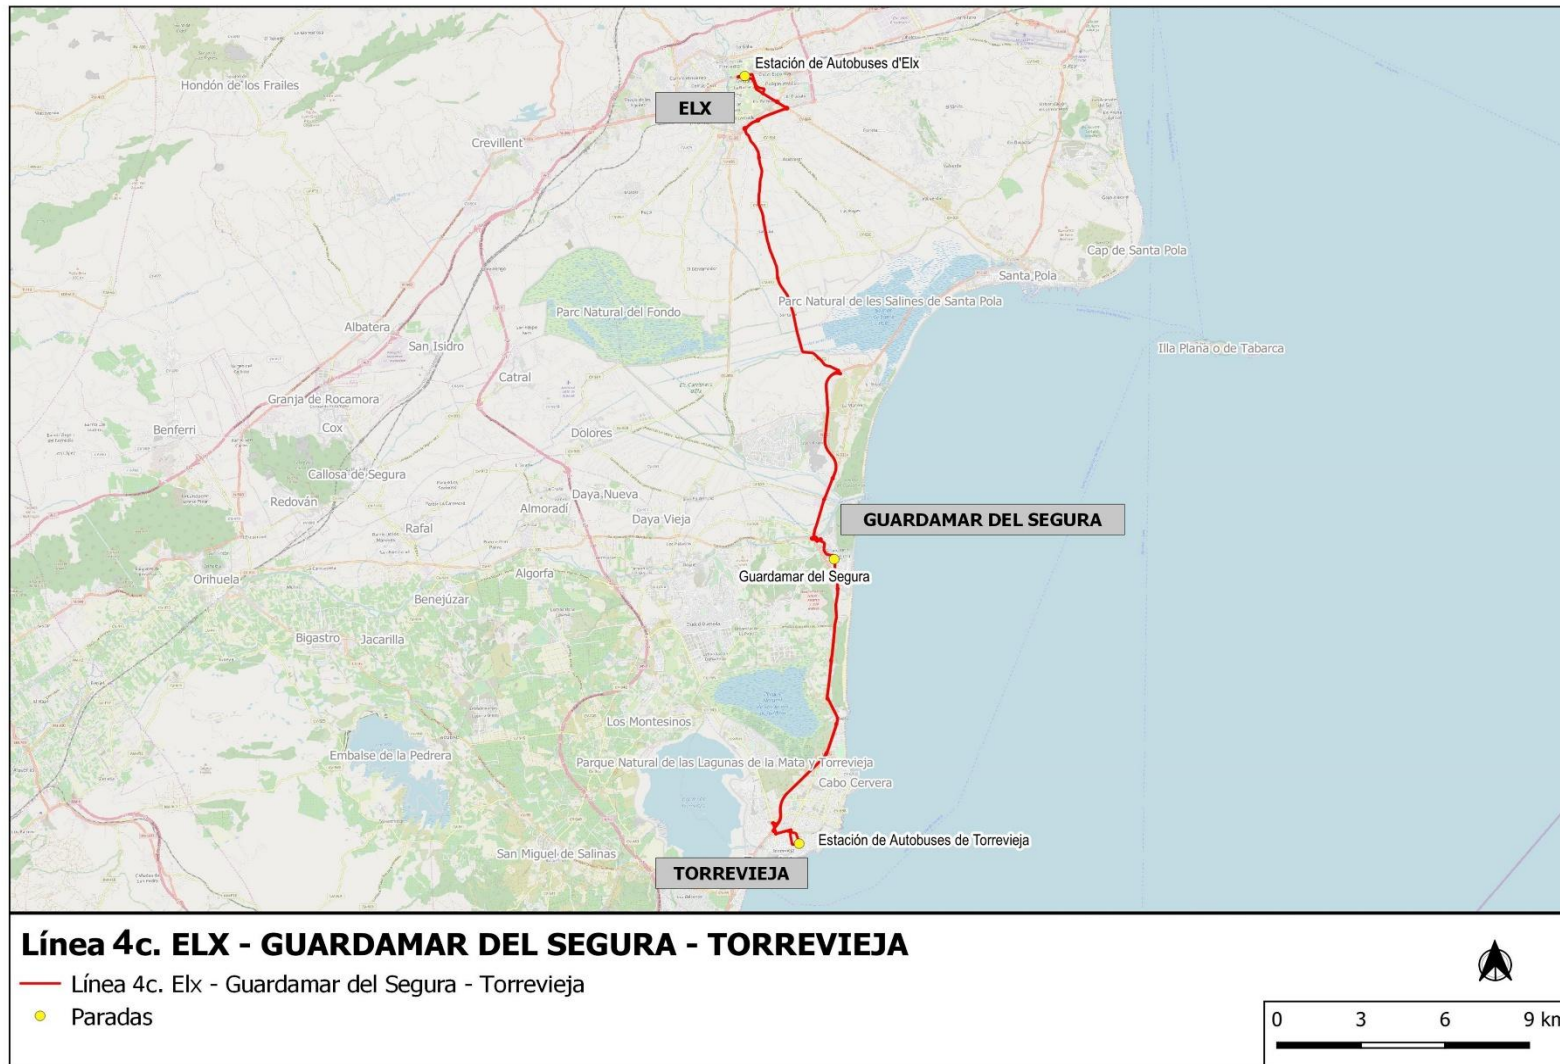 Estación de Autobuses d'Elx
Hondón de los Frailes
ELX
Crevillent
Cap de Santa Pola
Santa Pola
Parc Natural de les Salines de Santa Pola
Parc Natural del Fondo
Albatera
San Isidro
Illa Plana o de Tabarca
Catral
Granja de Rocamora
Benferri
Cox
Dolores
Callosa de Segura
Redován
Daya Nueva
Almoradí
Daya Vieja
GUARDAMAR DEL SEGURA
Rafal
Orihuela
Algorfa
Guardamar del Segura
Benejúzar
Bigastro
Jacarilla
Los Montesinos
Embalse de la Pedrera
Parque Natural de las Lagunas de la Mata y Torrevieja
Cabo Cervera
Estación de Autobuses de Torrevieja
San Miguel de Salinas
TORREVIEJA
Línea 4c. ELX - GUARDAMAR DEL SEGURA - TORREVIEJA
Línea 4c. Elx - Guardamar del Segura - Torrevieja
Paradas
0 3 6 9 km